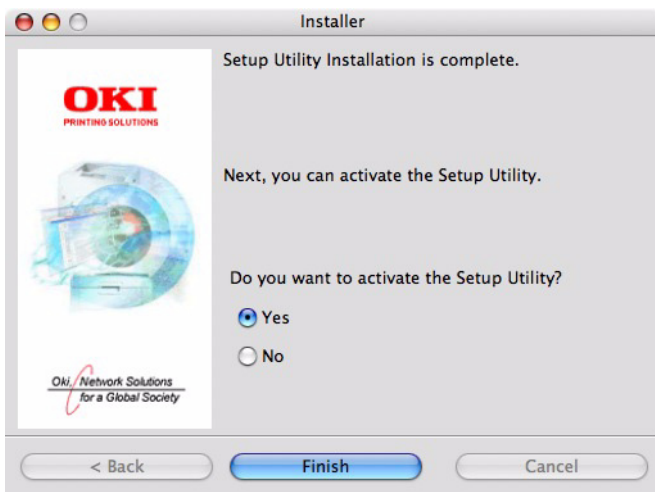 Installer
OKI
PRINTING SOLUTIONS
Setup Utility Installation is complete.
Next, you can activate the Setup Utility.
Do you want to activate the Setup Utility?
Yes
No
Oki, Network Solutions
for a Global Society
< Back
Finish
Cancel